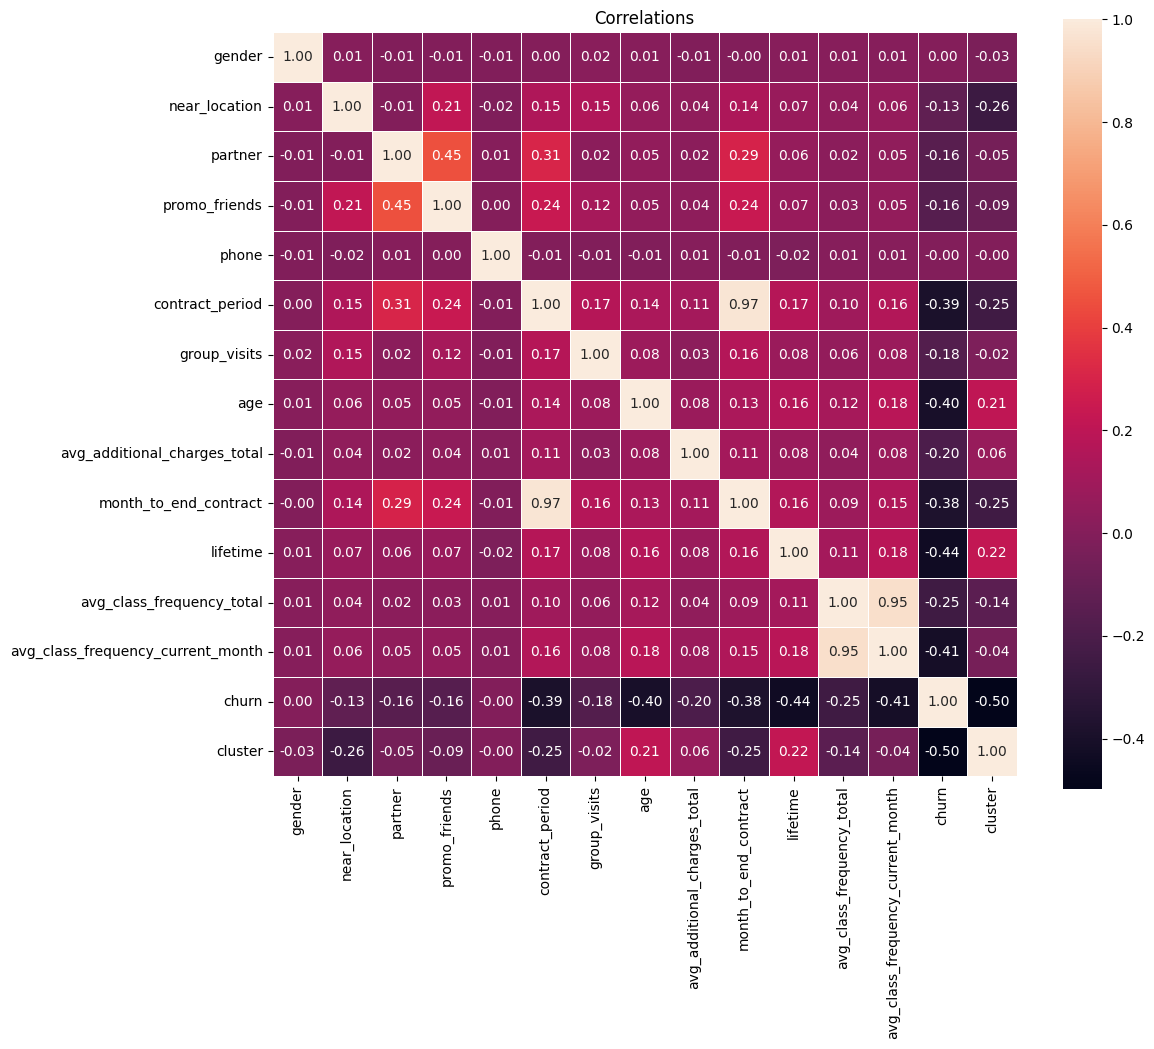 Correlations
gender 1.00 0.01 -0.01 -0.01 -0.01 0.00 0.02 0.01 -0.01 -0.00 0.01 0.01 0.01 0.00 -0.03
near_location 0.01 1.00 -0.01 0.21 -0.02 0.15 0.15 0.06 0.04 0.14 0.07 0.04 0.06 -0.13 -0.26
partner -0.01 -0.01 1.00 0.45 0.01 0.31 0.02 0.05 0.02 0.29 0.06 0.02 0.05 -0.16 -0.05
promo_friends -0.01 0.21 0.45 1.00 0.00 0.24 0.12 0.05 0.04 0.24 0.07 0.03 0.05 -0.16 -0.09
phone -0.01 -0.02 0.01 0.00 1.00 -0.01 -0.01 -0.01 0.01 -0.01 -0.02 0.01 0.01 -0.00 -0.00
contract_period 0.00 0.15 0.31 0.24 -0.01 1.00 0.17 0.14 0.11 0.97 0.17 0.10 0.16 -0.39 -0.25
group_visits 0.02 0.15 0.02 0.12 -0.01 0.17 1.00 0.08 0.03 0.16 0.08 0.06 0.08 -0.18 -0.02
age 0.01 0.06 0.05 0.05 -0.01 0.14 0.08 1.00 0.08 0.13 0.16 0.12 0.18 -0.40 0.21
avg_additional_charges_total -0.01 0.04 0.02 0.04 0.01 0.11 0.03 0.08 1.00 0.11 0.08 0.04 0.08 -0.20 0.06
month_to_end_contract -0.00 0.14 0.29 0.24 -0.01 0.97 0.16 0.13 0.11 1.00 0.16 0.09 0.15 -0.38 -0.25
lifetime 0.01 0.07 0.06 0.07 -0.02 0.17 0.08 0.16 0.08 0.16 1.00 0.11 0.18 -0.44 0.22
avg_class_frequency_total 0.01 0.04 0.02 0.03 0.01 0.10 0.06 0.12 0.04 0.09 0.11 1.00 0.95 -0.25 -0.14
avg_class_frequency_current_month 0.01 0.06 0.05 0.05 0.01 0.16 0.08 0.18 0.08 0.15 0.18 0.95 1.00 -0.41 -0.04
churn 0.00 -0.13 -0.16 -0.16 -0.00 -0.39 -0.18 -0.40 -0.20 -0.38 -0.44 -0.25 -0.41 1.00 -0.50
cluster -0.03 -0.26 -0.05 -0.09 -0.00 -0.25 -0.02 0.21 0.06 -0.25 0.22 -0.14 -0.04 -0.50 1.00
gender
near_location
partner
promo_friends
phone
contract_period
group_visits
age
avg_additional_charges_total
month_to_end_contract
lifetime
avg_class_frequency_total
avg_class_frequency_current_month
churn
cluster
1.0
0.8
0.6
0.4
0.2
0.0
−0.2
−0.4